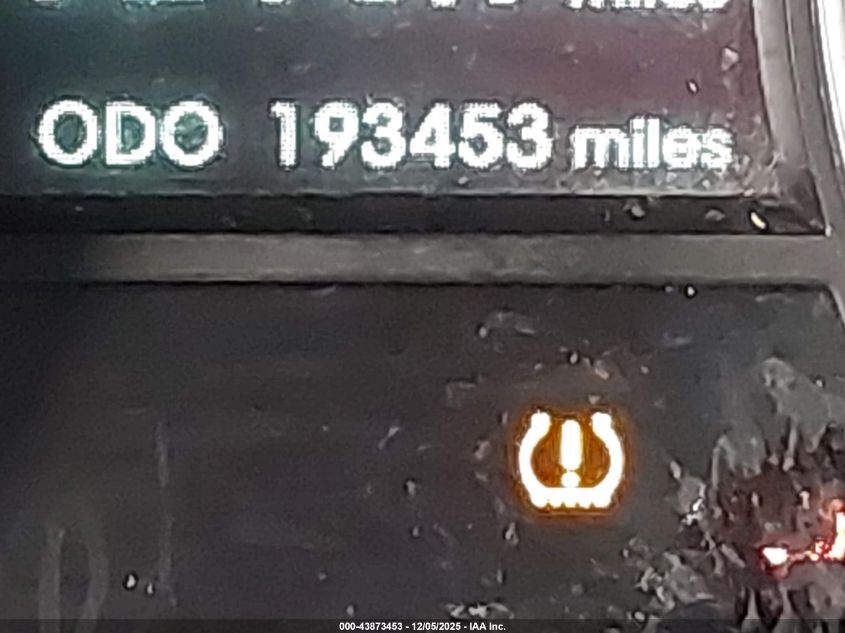 ODO 193453 miles
000-43873453 - 12/05/2025 - IAA Inc.